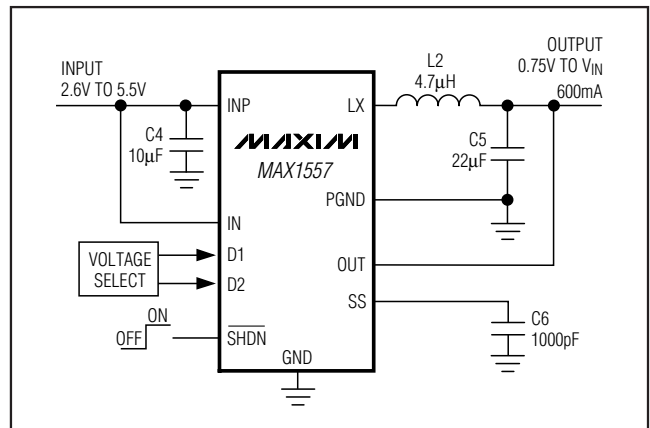 INPUT
2.6V TO 5.5V
C4
10μF
INP
IN
VOLTAGE
SELECT
D1
D2
ON
OFF
SHDN
GND
MAXIM
MAX1557
LX
PGND
OUT
SS
L2
4.7μH
OUTPUT
0.75V TO VIN
600mA
C5
22μF
C6
1000pF